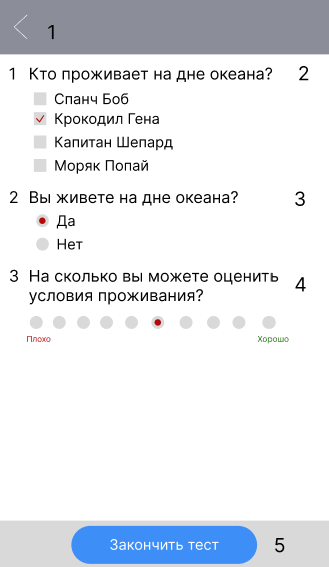 1
1 Кто проживает на дне океана? 2
Спанч Боб
Крокодил Гена
Капитан Шепард
Моряк Попай
2 Вы живете на дне океана? 3
Да
Нет
3 На сколько вы можете оценить 4
условия проживания?
Плохо Хорошо
Закончить тест 5